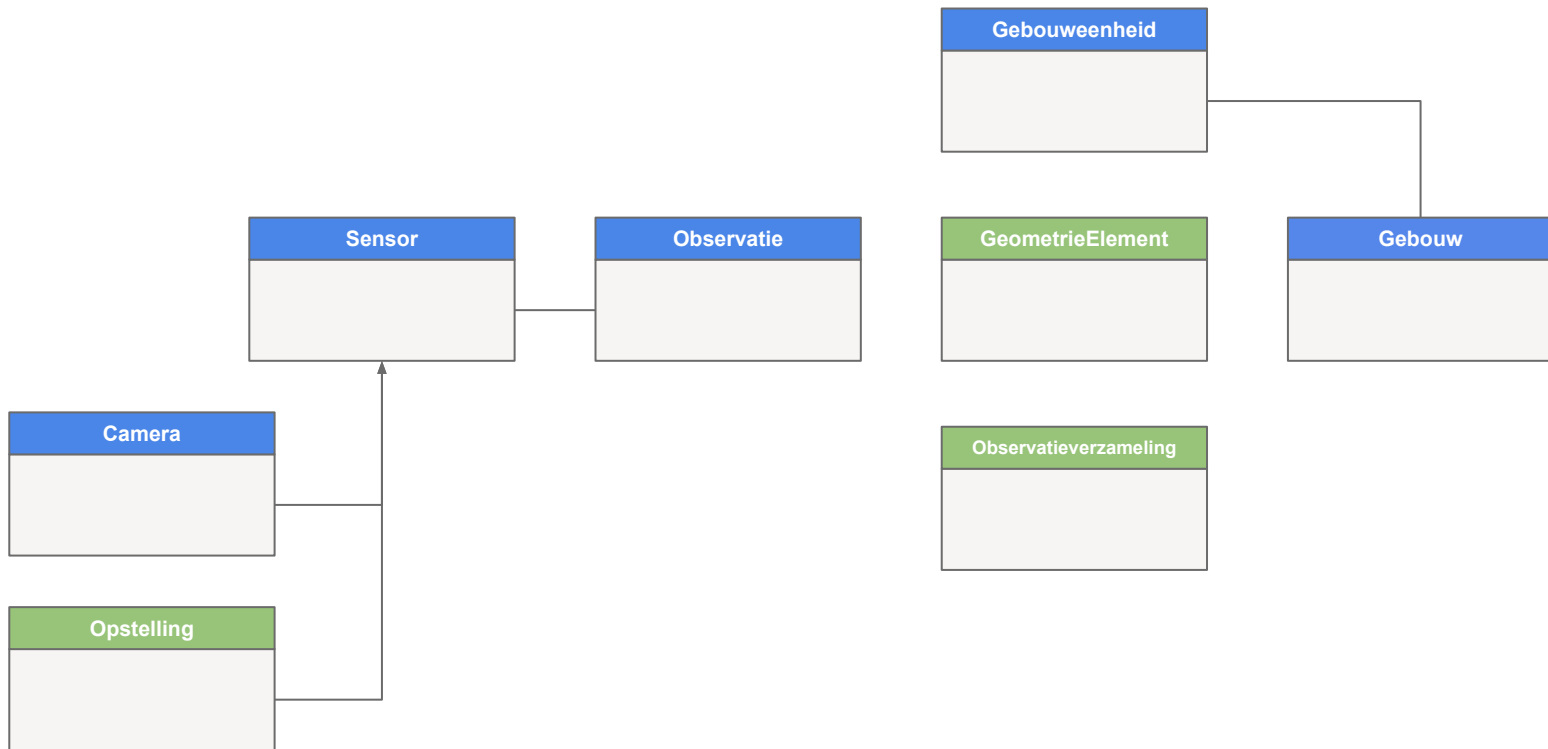 Gebouweenheid
Sensor
Observatie
GeometrieElement
Gebouw
Camera
Observatieverzameling
Opstelling